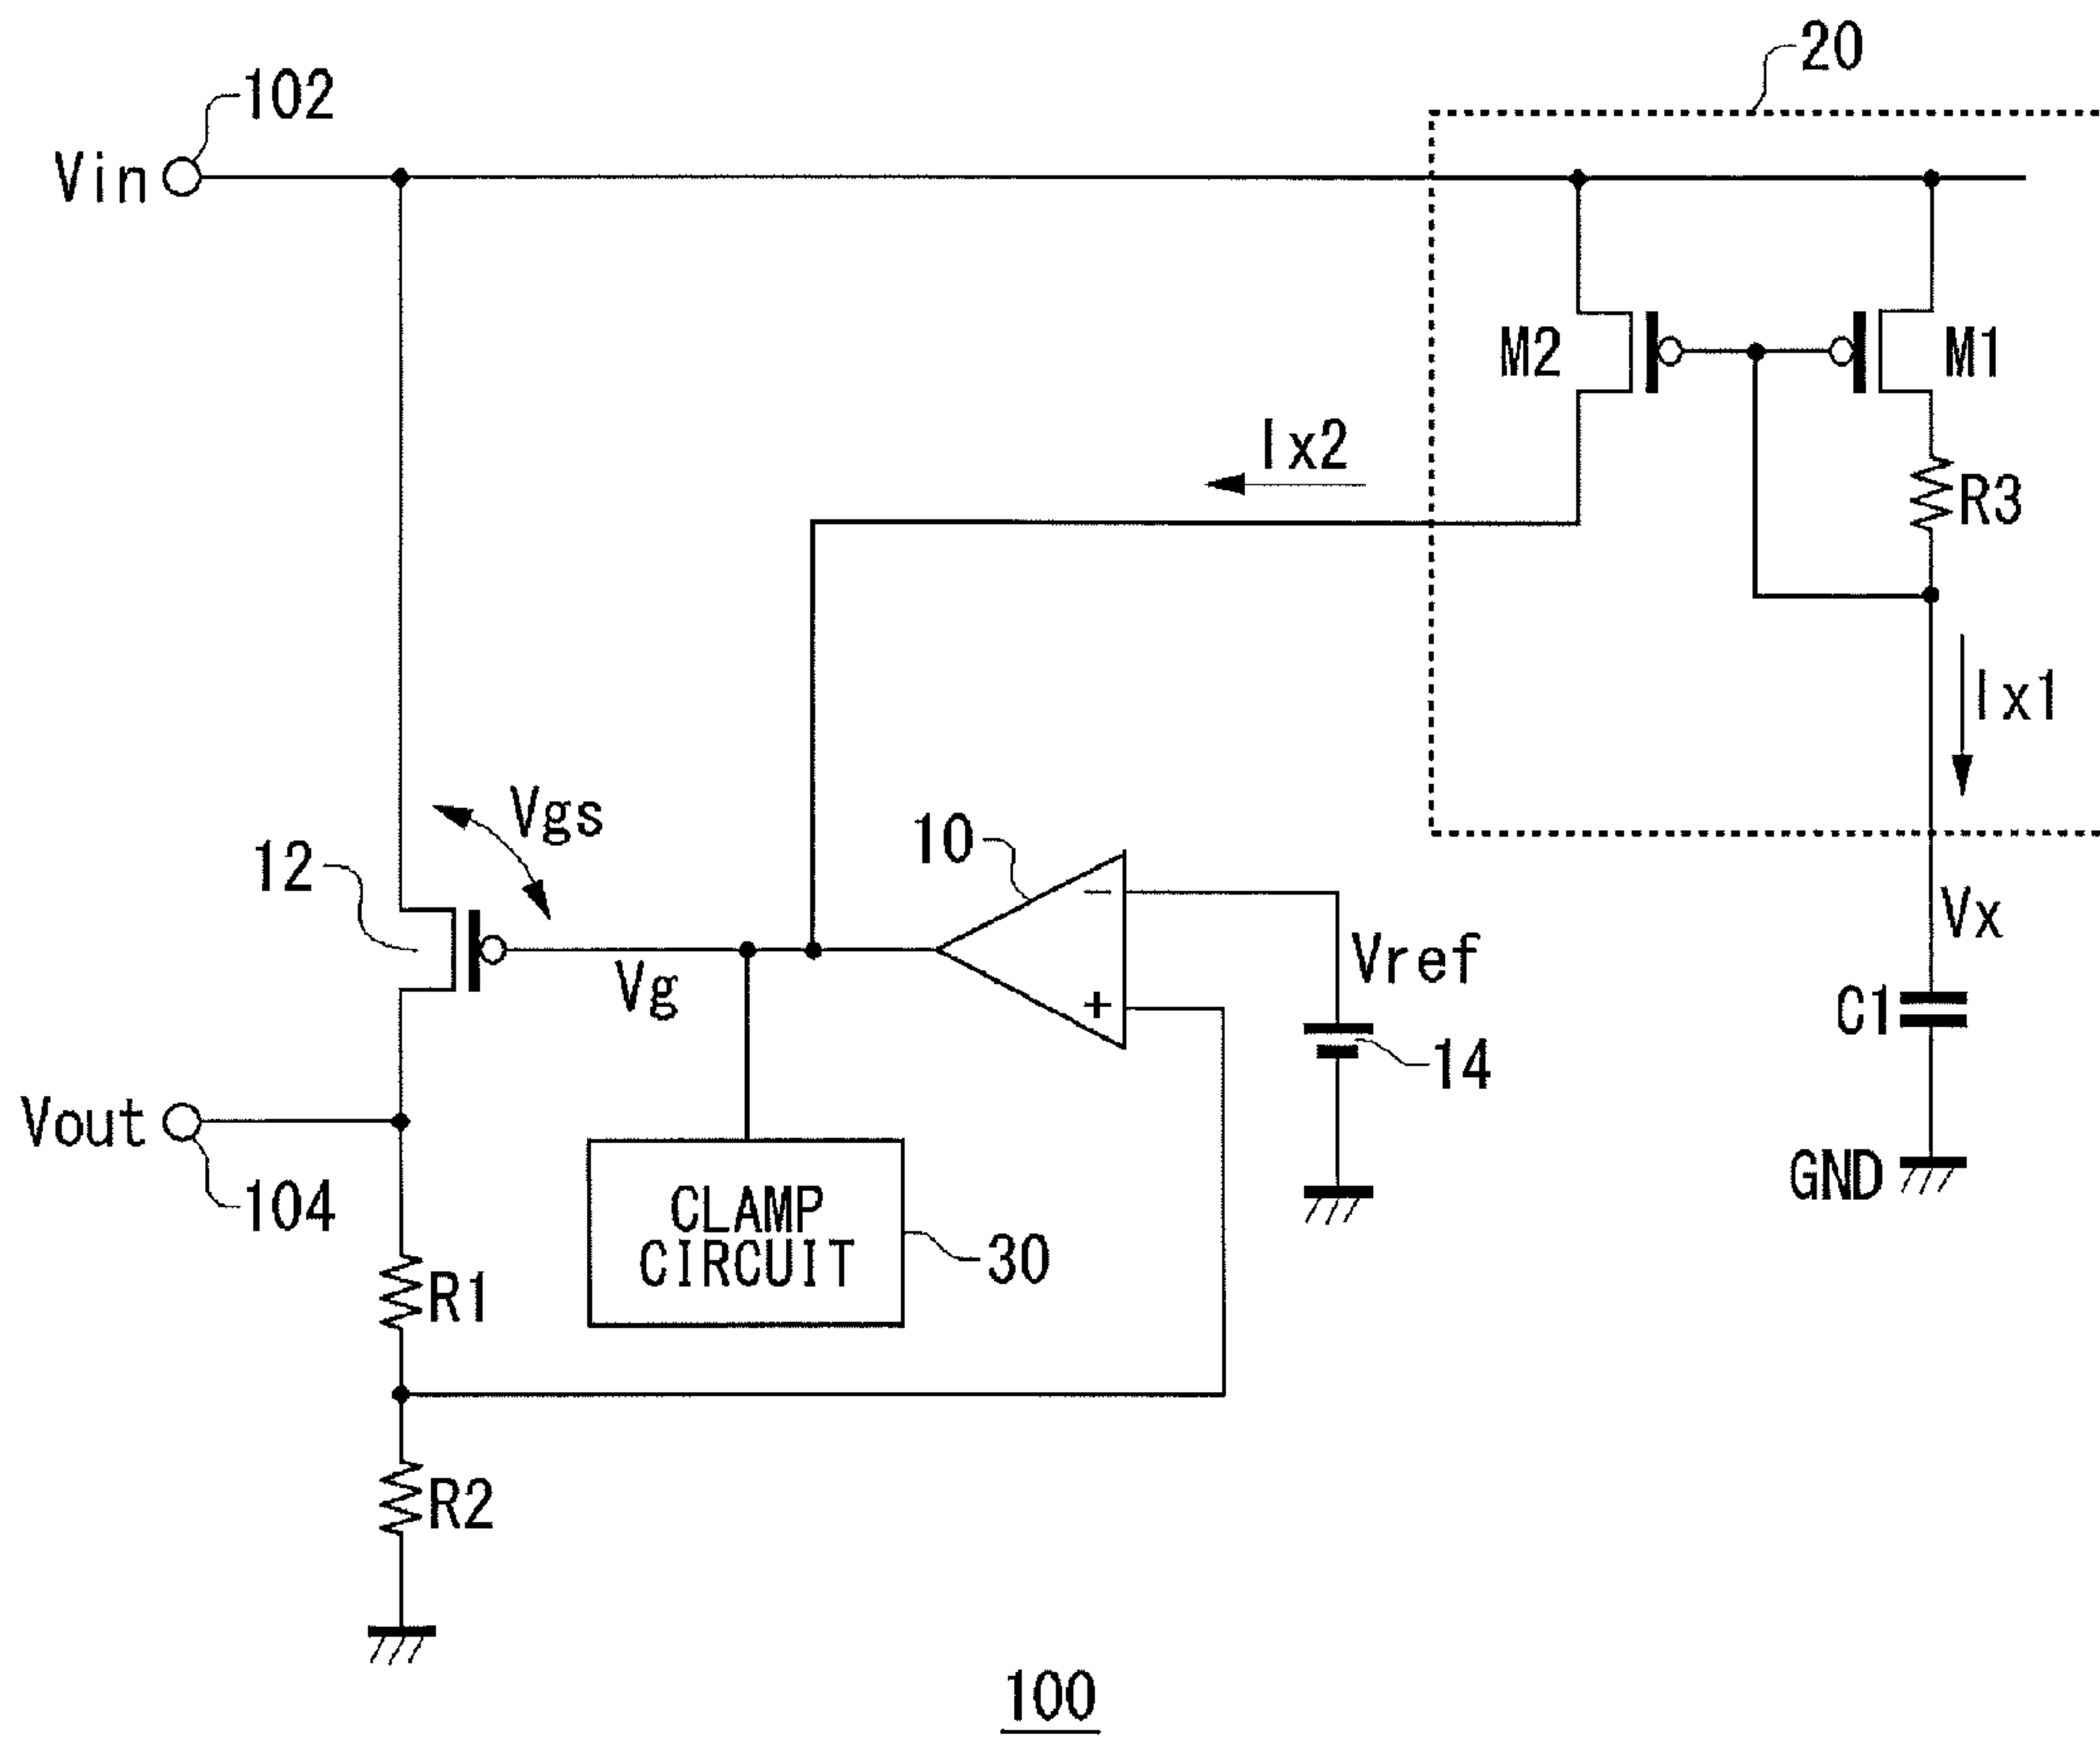 20
102
Vin
M2
M1
Ix2
R3
Ix1
Vgs
10
12
−
Vx
Vref
Vg
+
C1
14
Vout
GND
104
CLAMP
CIRCUIT
30
R1
R2
100